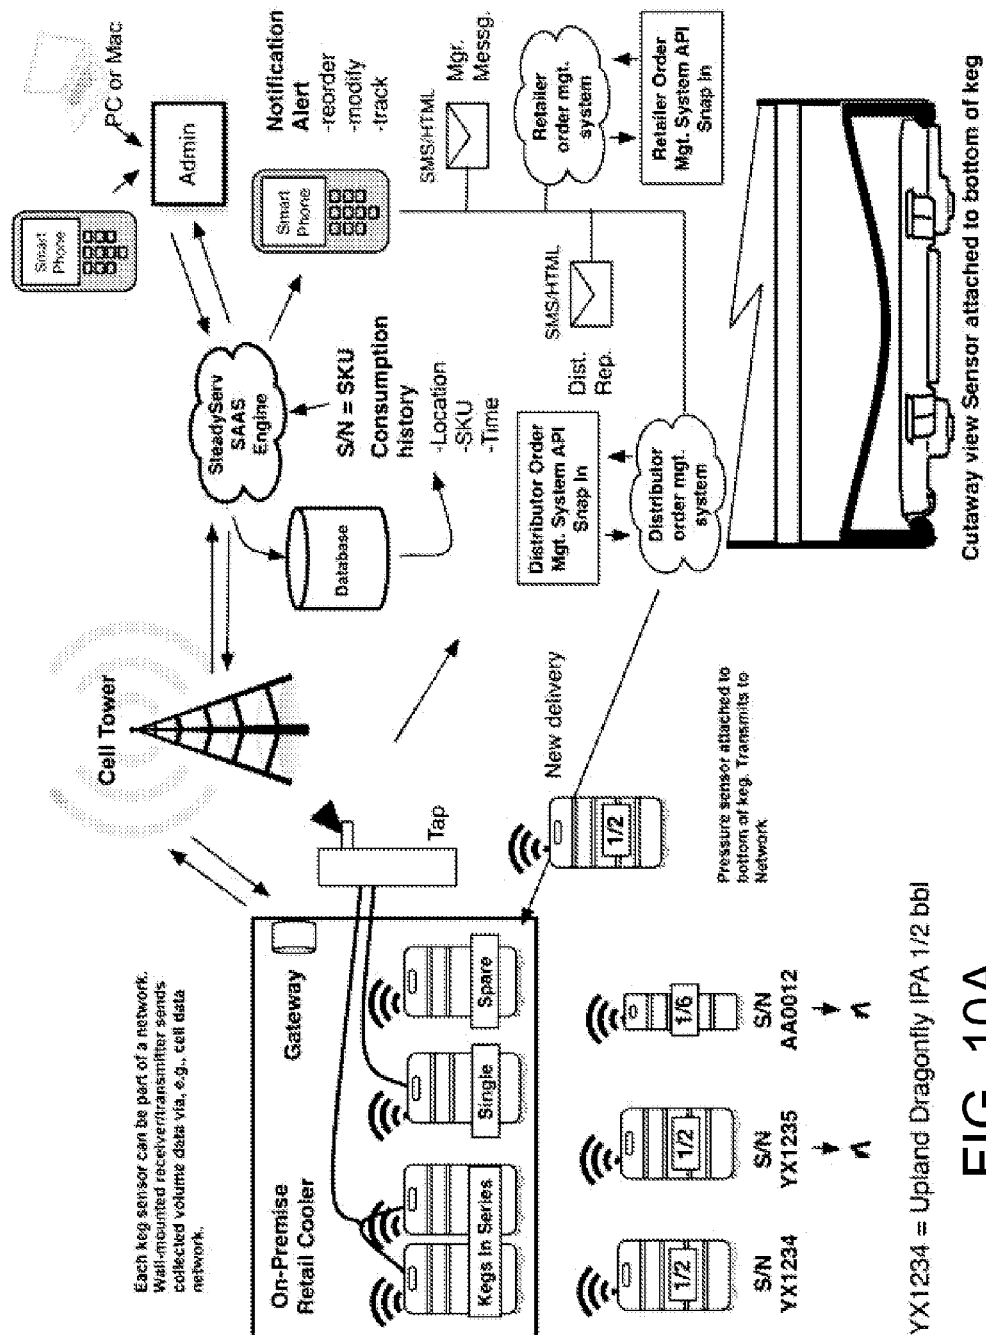 Each keg sensor can be part of a network.
Wall-mounted receiver/transmitter sends
collected volume data via, e.g., cell data
network.
Cell Tower
Smart
Phone
PC or Mac
Admin
SteadyServ
SAAS
Engine
Database
S/N = SKU
Consumption
history
-Location
-SKU
-Time
Smart
Phone
Notification
Alert
-reorder
-modify
-track
On-Premise
Retail Cooler
Gateway
Kegs In Series
Single
Spare
Tap
New delivery
1/2
Pressure sensor attached to
bottom of keg. Transmits to
Network
SMS/HTML
Mgr.
Messg.
SMS/HTML
Dist.
Rep.
Retailer
order mgt.
system
Retailer Order
Mgt. System API
Snap In
Distributor Order
Mgt. System API
Snap In
Distributor
order mgt.
system
1/2
S/N
YX1234
1/2
S/N
YX1235
1/6
S/N
AA0012
YX1234 = Upland Dragonfly IPA 1/2 bbl
Cutaway view Sensor attached to bottom of keg
FIG. 10A